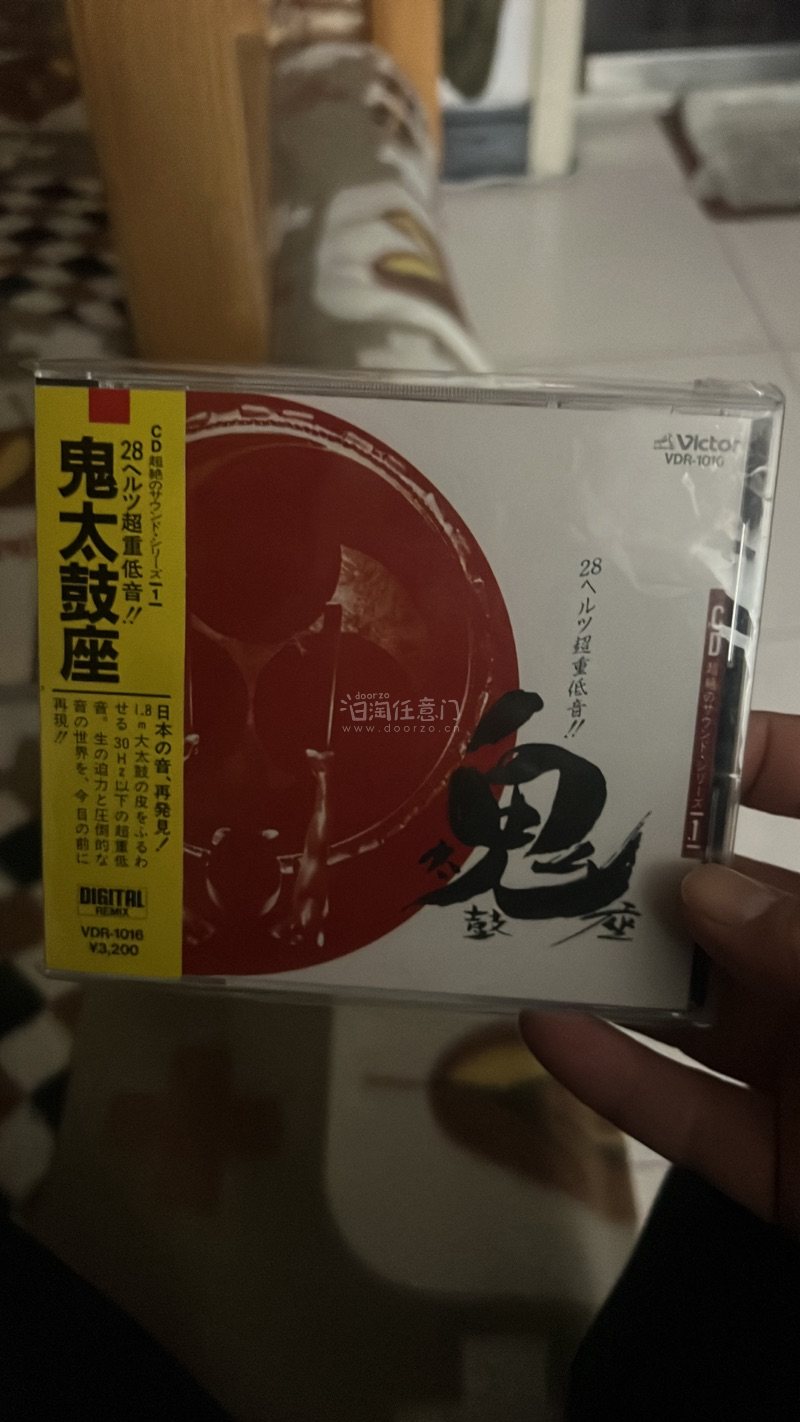 CD超絶のサウンド・シリーズ1
28ヘルツ超重低音!!
鬼太鼓座
日本の音、再発見!
1.8m大太鼓の皮をふるわ
せる30Hz以下の超重低
音。生の迫力と圧倒的な
音の世界を、今 目の前に
再現!!
DIGITAL
REMIX
VDR-1016
¥3,200
Victor
VDR-1016
28ヘルツ超重低音!!
鬼
太
鼓
座
CD超絶のサウンド・シリーズ1
doorzo
任意门
www.doorzo.cn